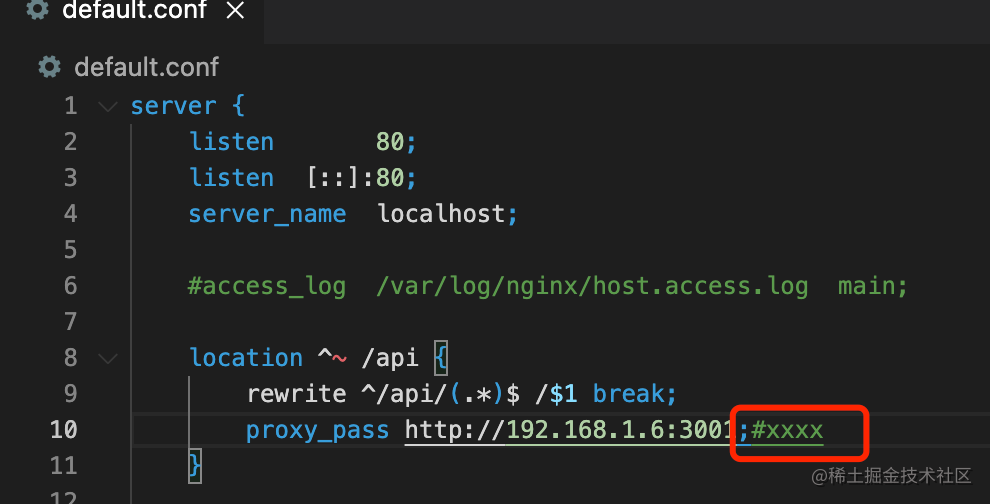 default.conf ×
default.conf
1 server {
2 listen 80;
3 listen [::]:80;
4 server_name localhost;
5
6 #access_log /var/log/nginx/host.access.log main;
7
8 location ^~ /api {
9 rewrite ^/api/(.*)$ /$1 break;
10 proxy_pass http://192.168.1.6:3001;#xxxx
11 }
12
@稀土掘金技术社区